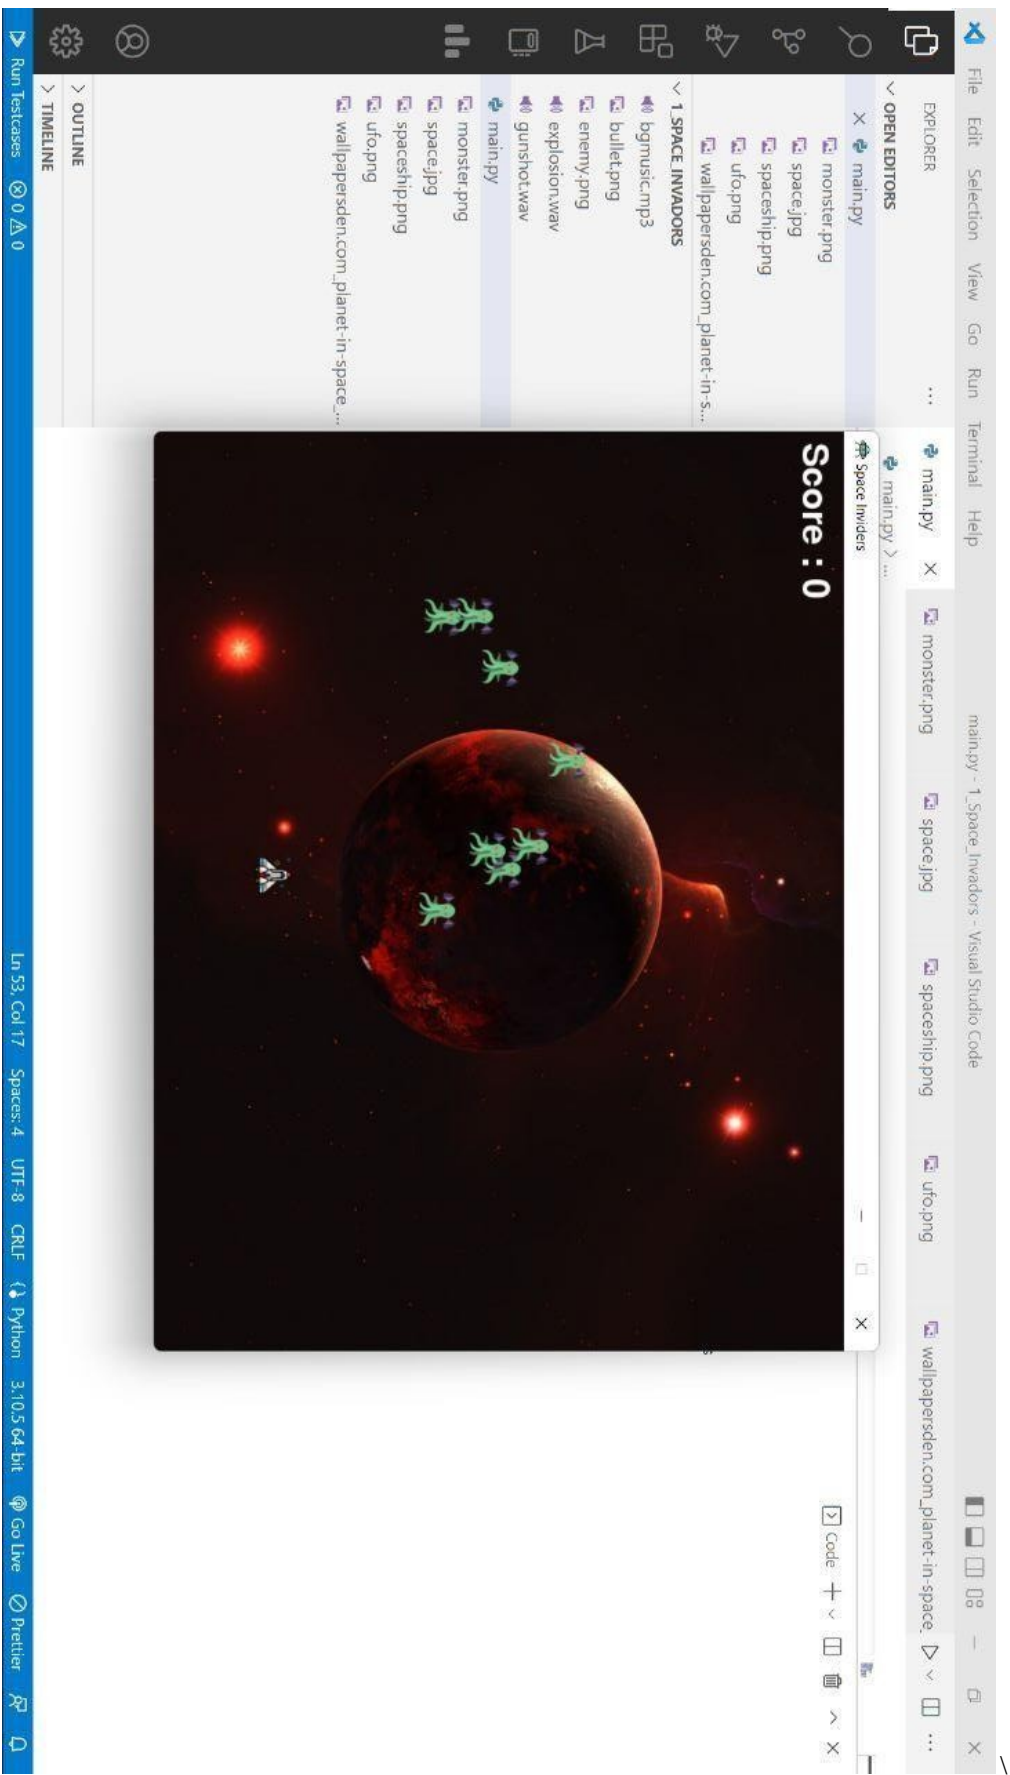 File Edit Selection View Go Run Terminal Help main.py - 1_Space_Invadors - Visual Studio Code
EXPLORER ...
main.py monster.png space.jpg spaceship.png ufo.png wallpapersden.com_planet-in-space_ ...
OPEN EDITORS
main.py > ...
main.py
monster.png
space.jpg
spaceship.png
ufo.png
wallpapersden.com_planet-in-s...
1_SPACE_INVADORS
bgmusic.mp3
bullet.png
enemy.png
explosion.wav
gunshot.wav
main.py
monster.png
space.jpg
spaceship.png
ufo.png
wallpapersden.com_planet-in-space_...
OUTLINE
TIMELINE
Space Inviders
Score : 0
Code
Run Testcases 0 0 Ln 53, Col 17 Spaces: 4 UTF-8 CRLF Python 3.10.5 64-bit Go Live Prettier